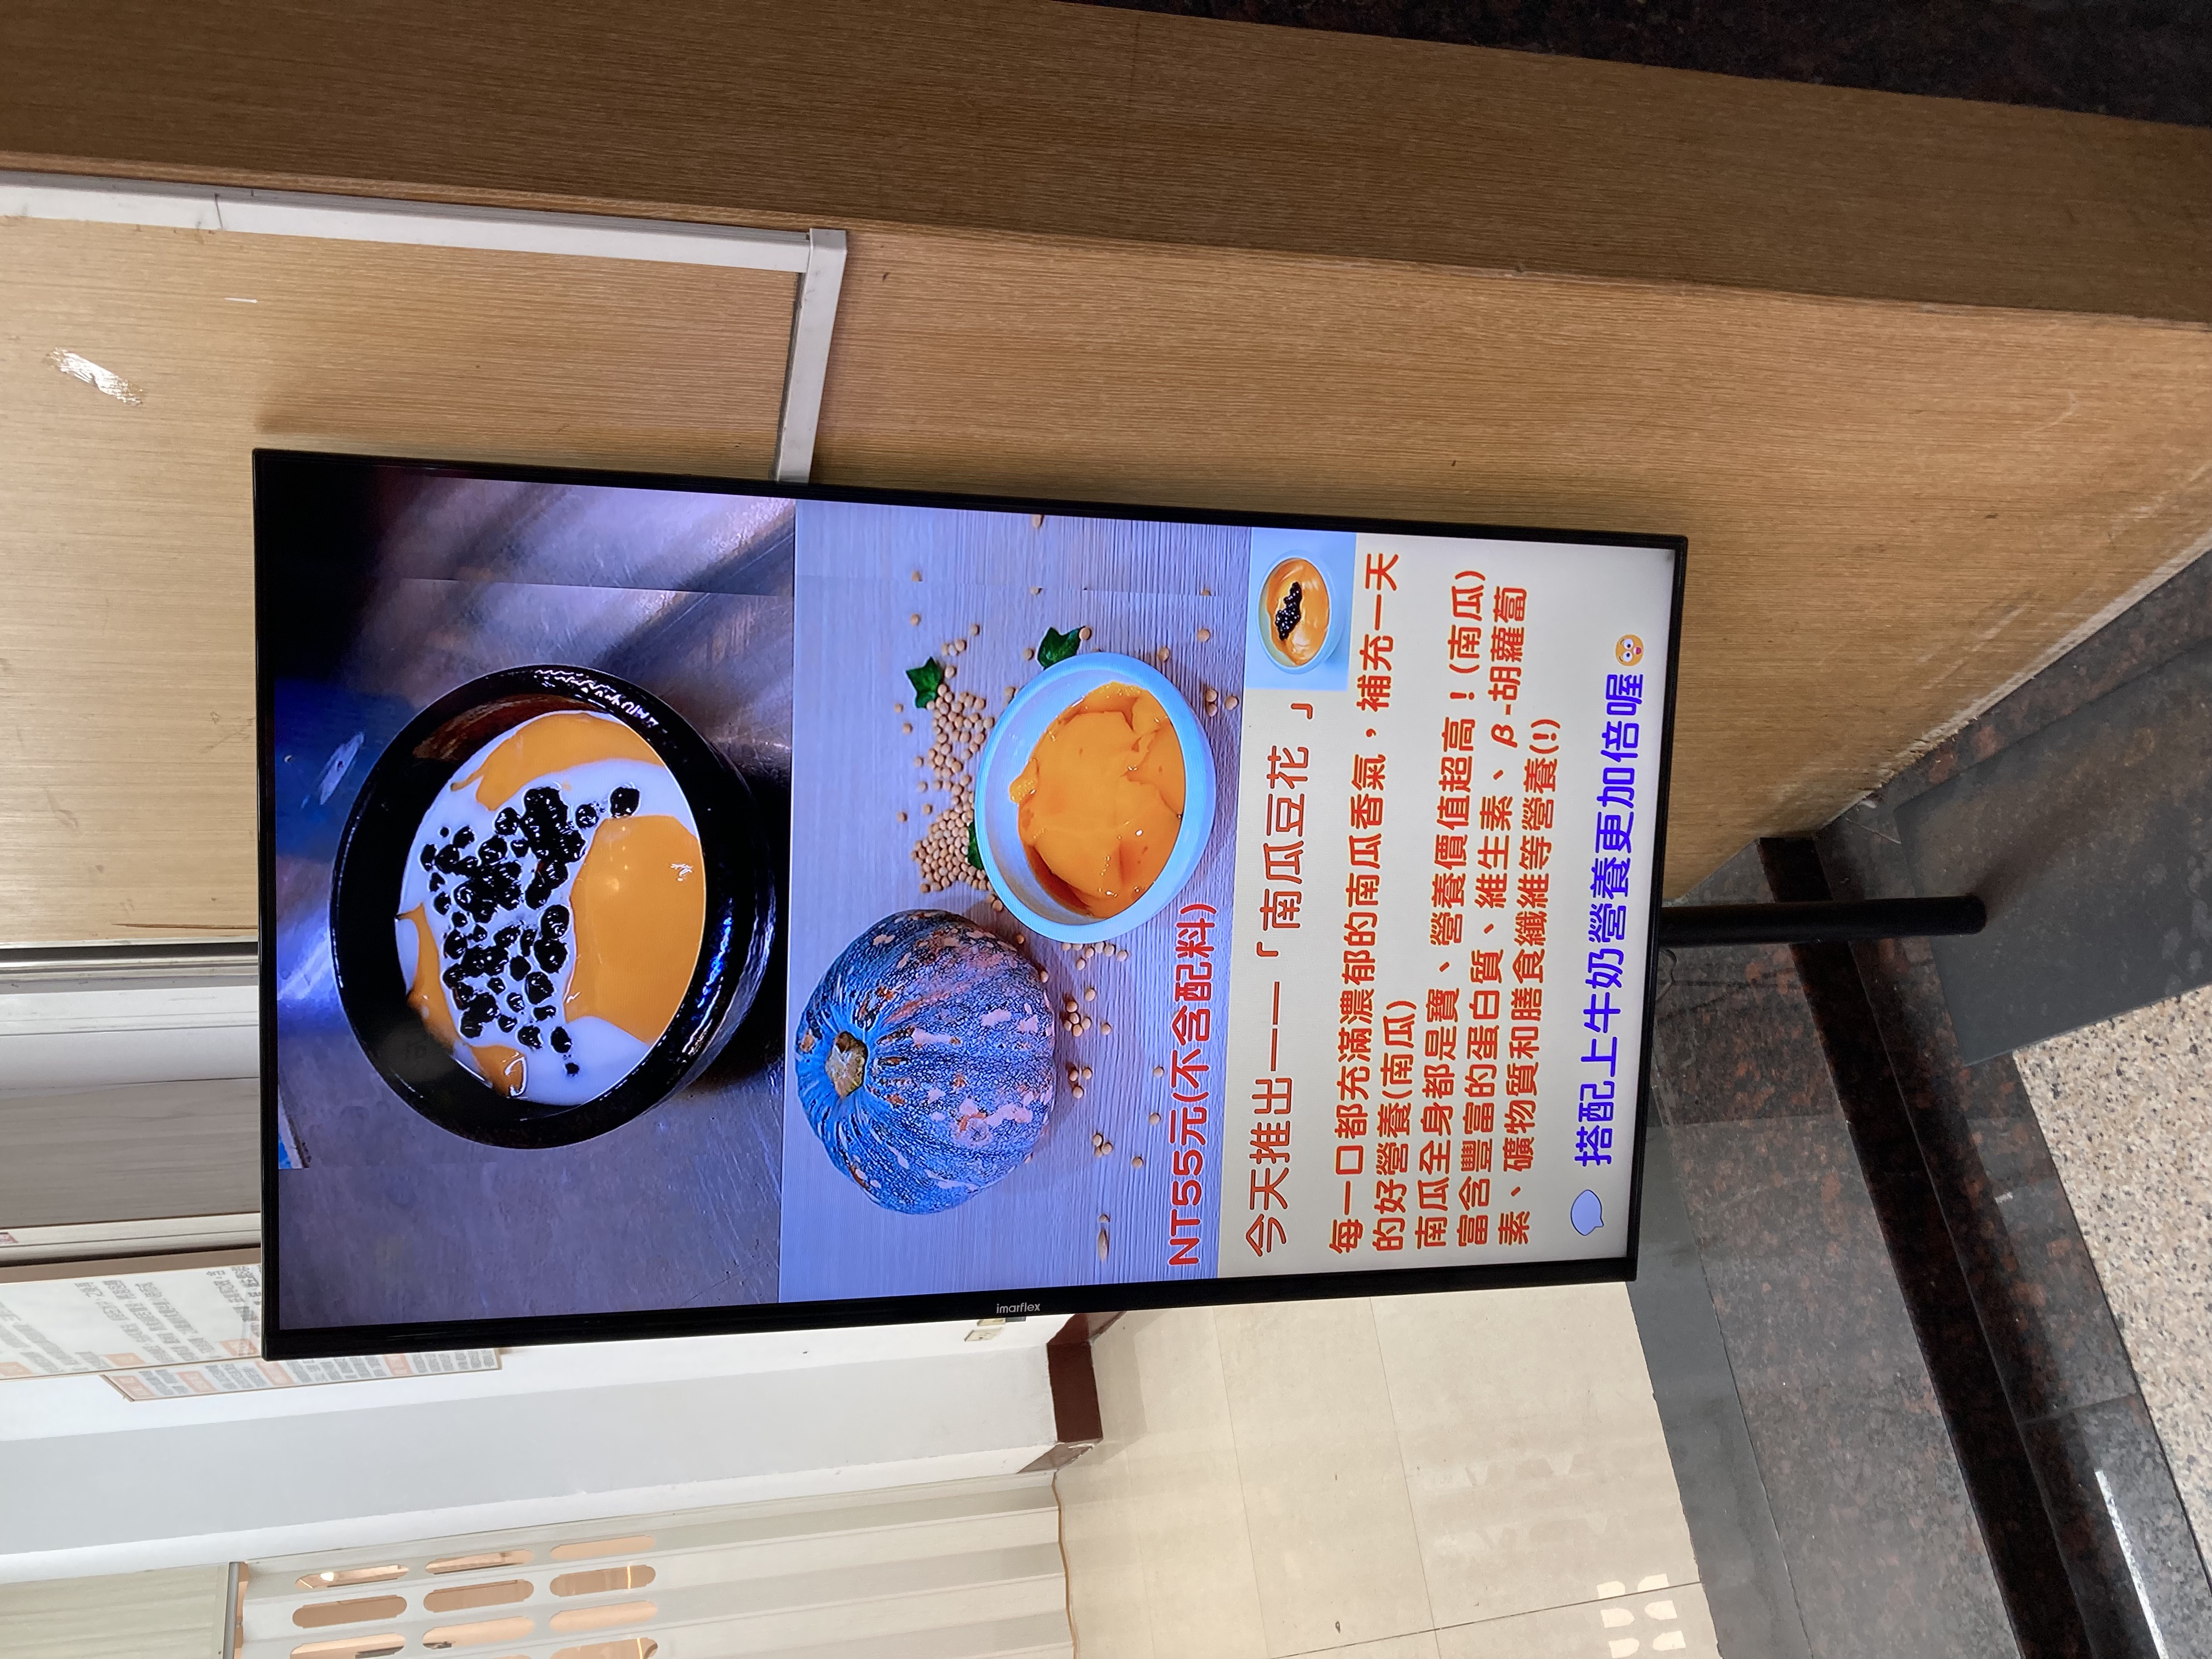 imarflex
NT55元(不含配料)
今天推出——「南瓜豆花 」
每一口都充滿濃郁的南瓜香氣，補充一天
的好營養(南瓜)
南瓜全身都是寶、營養價值超高！(南瓜)
富含豐富的蛋白質、維生素、β-胡蘿蔔
素、礦物質和膳食纖維等營養(!)
搭配上牛奶營養更加倍喔